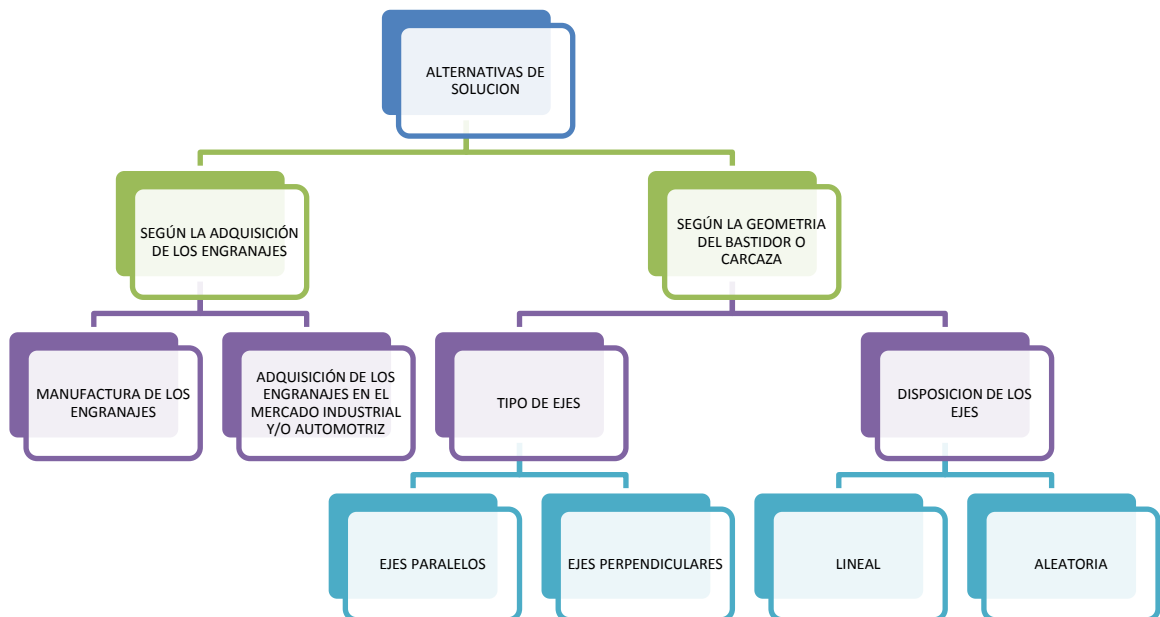 ALTERNATIVAS DE
SOLUCION
SEGÚN LA ADQUISICIÓN
DE LOS ENGRANAJES
SEGÚN LA GEOMETRIA
DEL BASTIDOR O
CARCAZA
MANUFACTURA DE LOS
ENGRANAJES
ADQUISICIÓN DE LOS
ENGRANAJES EN EL
MERCADO INDUSTRIAL
Y/O AUTOMOTRIZ
TIPO DE EJES
DISPOSICION DE LOS
EJES
EJES PARALELOS
EJES PERPENDICULARES
LINEAL
ALEATORIA